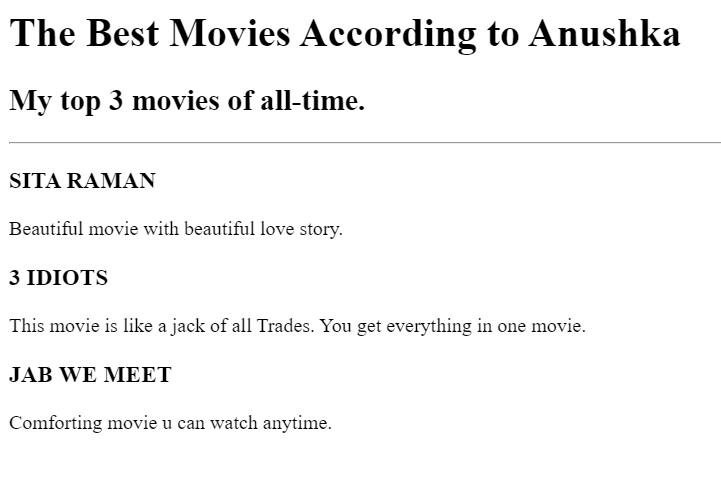 The Best Movies According to Anushka
My top 3 movies of all-time.
SITA RAMAN
Beautiful movie with beautiful love story.
3 IDIOTS
This movie is like a jack of all Trades. You get everything in one movie.
JAB WE MEET
Comforting movie u can watch anytime.